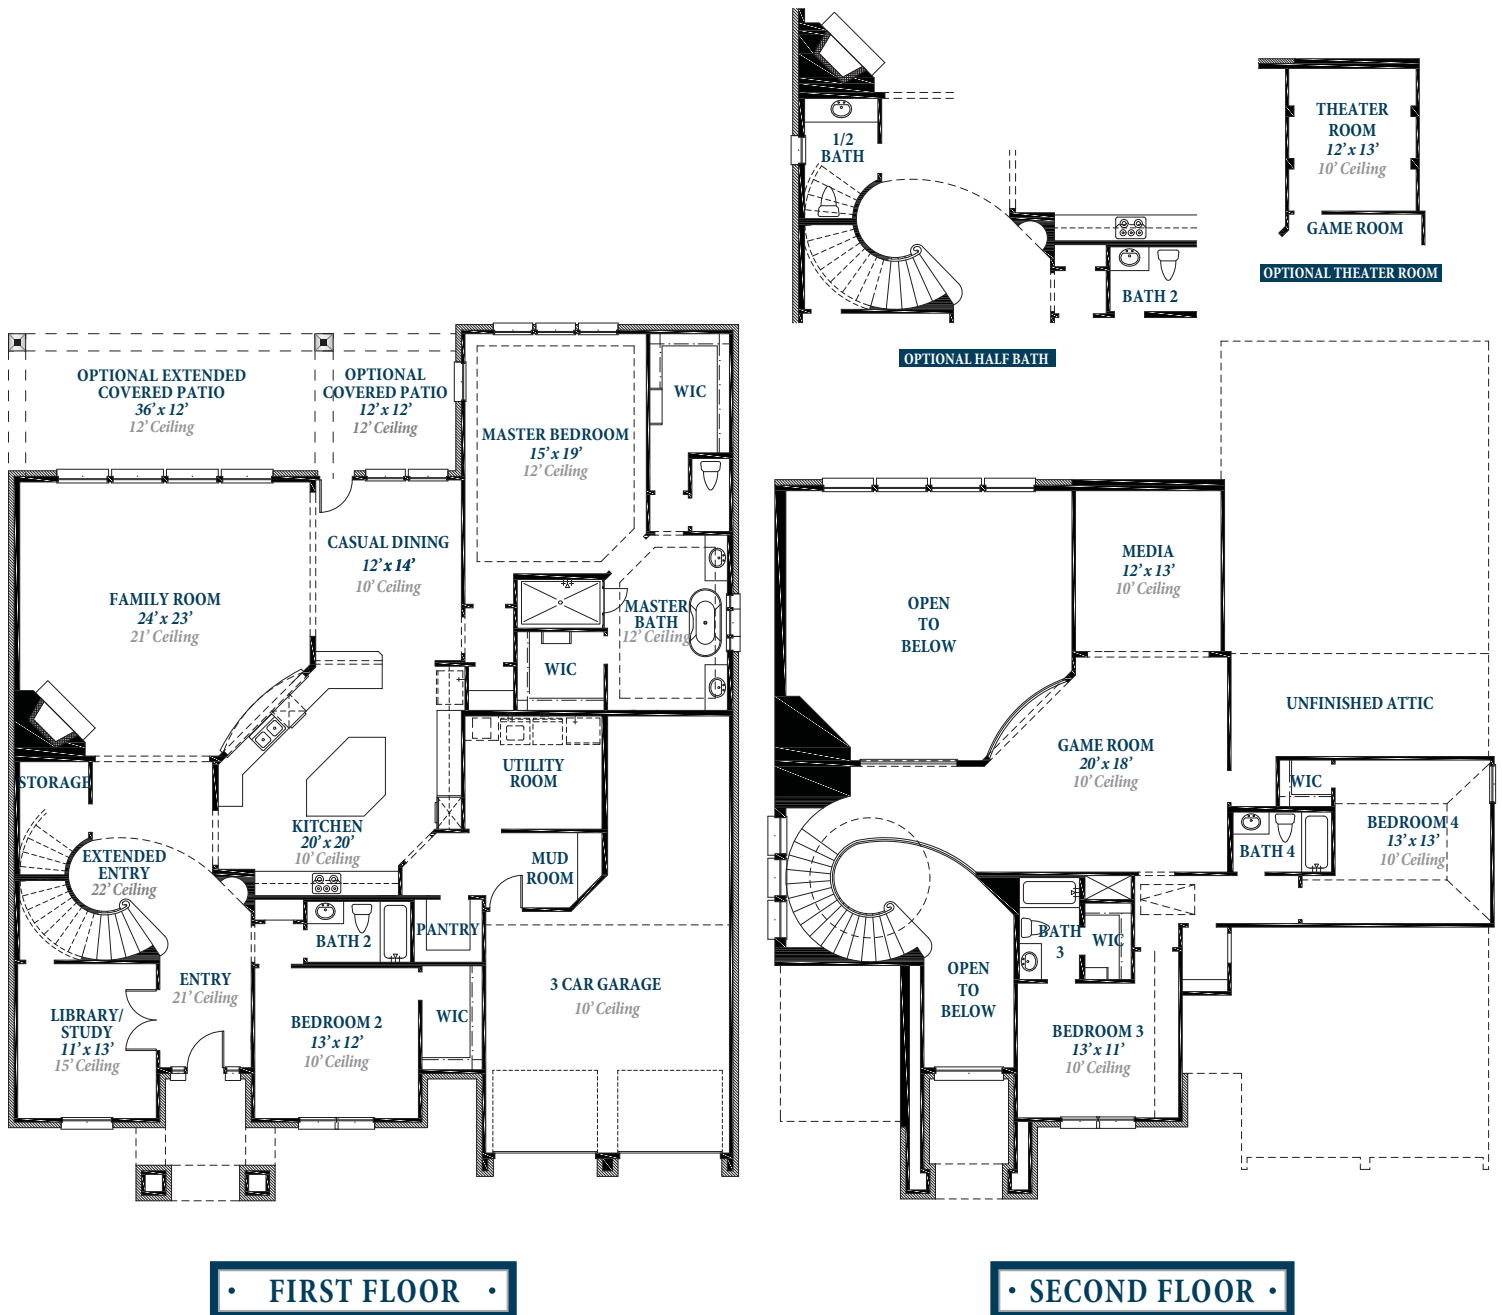 1/2
BATH
BATH 2
OPTIONAL HALF BATH
THEATER
ROOM
12' x 13'
10' Ceiling
GAME ROOM
OPTIONAL THEATER ROOM
OPTIONAL EXTENDED
COVERED PATIO
36' x 12'
12' Ceiling
OPTIONAL
COVERED PATIO
12' x 12'
12' Ceiling
MASTER BEDROOM
15' x 19'
12' Ceiling
WIC
CASUAL DINING
12' x 14'
10' Ceiling
FAMILY ROOM
24' x 23'
21' Ceiling
MASTER
BATH
12' Ceiling
WIC
UTILITY
ROOM
STORAGE
KITCHEN
20' x 20'
10' Ceiling
EXTENDED
ENTRY
22' Ceiling
MUD
ROOM
BATH 2
PANTRY
ENTRY
21' Ceiling
3 CAR GARAGE
10' Ceiling
LIBRARY/
STUDY
11' x 13'
15' Ceiling
BEDROOM 2
13' x 12'
10' Ceiling
WIC
FIRST FLOOR
OPEN
TO
BELOW
MEDIA
12' x 13'
10' Ceiling
UNFINISHED ATTIC
GAME ROOM
20' x 18'
10' Ceiling
WIC
BEDROOM 4
13' x 13'
10' Ceiling
BATH 4
BATH
3
WIC
OPEN
TO
BELOW
BEDROOM 3
13' x 11'
10' Ceiling
SECOND FLOOR